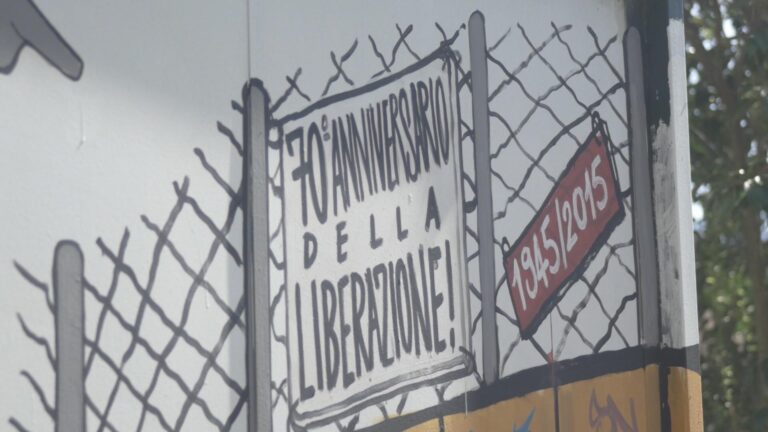 70° ANNIVERSARIO
DELLA
LIBERAZIONE!
1945/2015